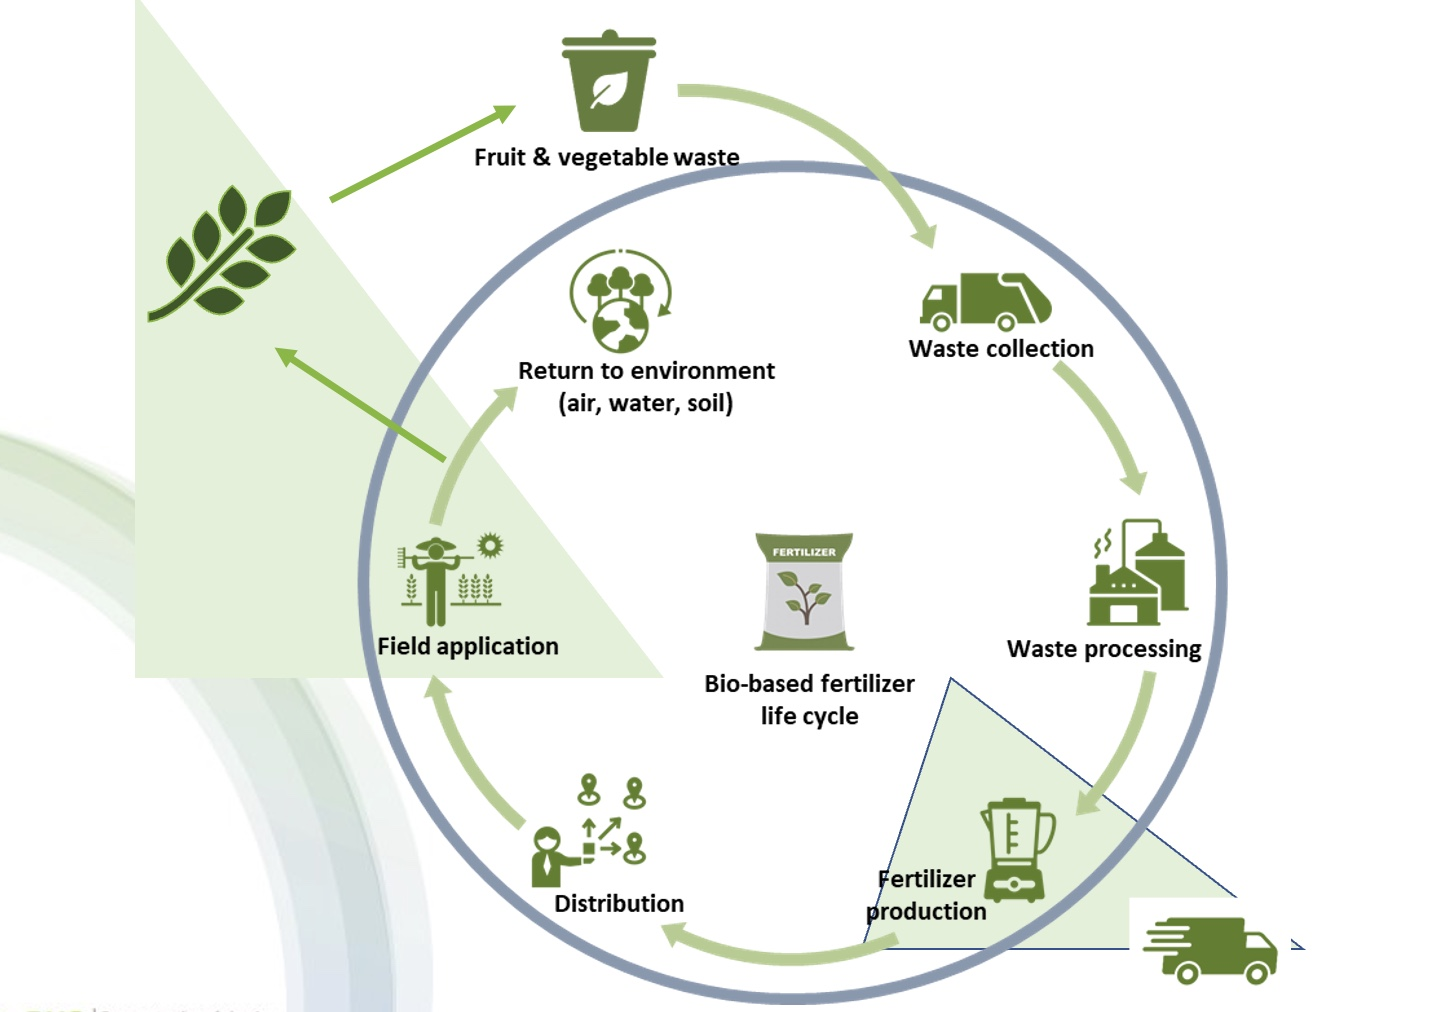 Fruit & vegetable waste
Return to environment
(air, water, soil)
Waste collection
FERTILIZER
Field application
Waste processing
Bio-based fertilizer
life cycle
Fertilizer
production
Distribution